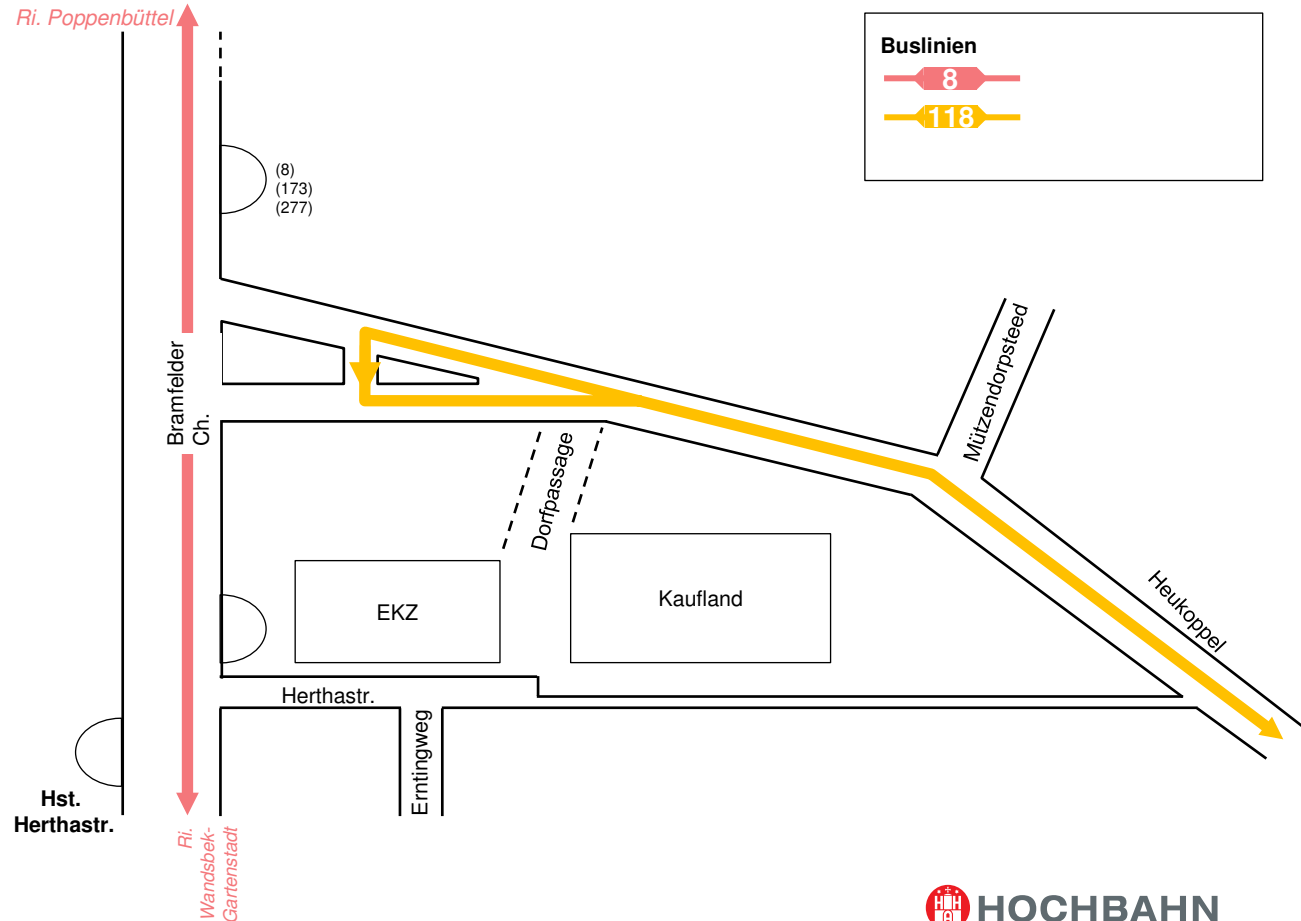 Ri. Poppenbüttel
Buslinien
8
118
(8)
(173)
(277)
Bramfelder
Ch.
Mützendorpsteed
Dorfpassage
Heukoppel
EKZ
Kaufland
Herthastr.
Erntingweg
Hst.
Herthastr.
Ri.
Wandsbek-
Gartenstadt
HOCHBAHN